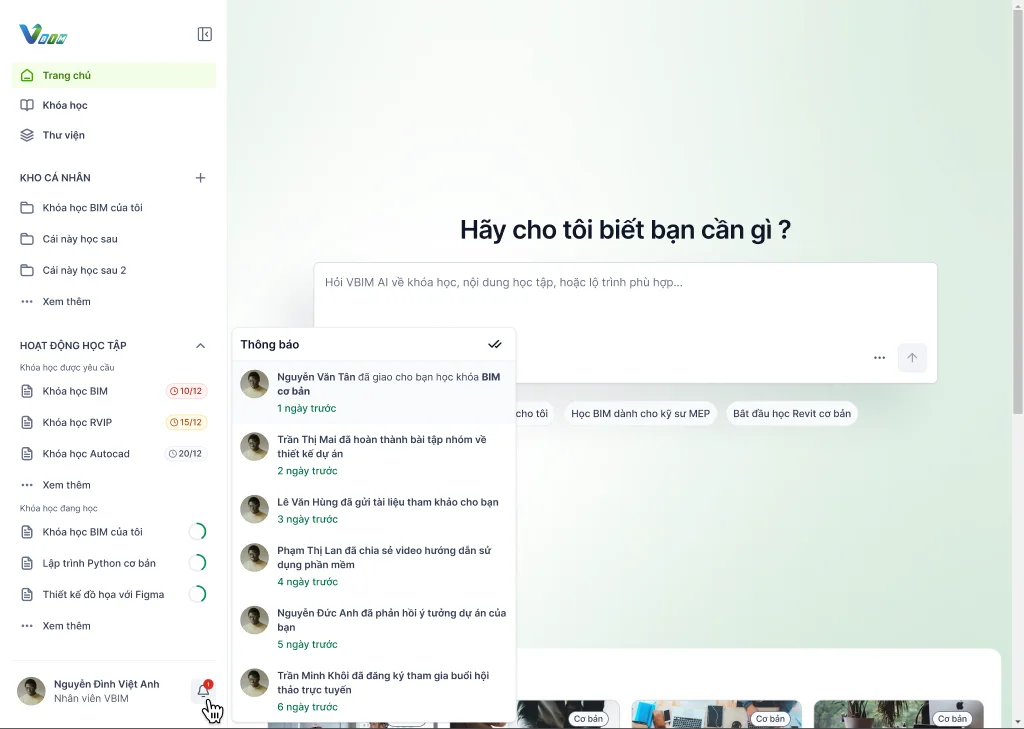 VBIM
Trang chủ
Khóa học
Thư viện
KHO CÁ NHÂN
Khóa học BIM của tôi
Cái này học sau
Cái này học sau 2
Xem thêm
HOẠT ĐỘNG HỌC TẬP
Khóa học được yêu cầu
Khóa học BIM
10/12
Khóa học RVIP
15/12
Khóa học Autocad
20/12
Xem thêm
Khóa học đang học
Khóa học BIM của tôi
Lập trình Python cơ bản
Thiết kế đồ họa với Figma
Xem thêm
Nguyễn Đình Việt Anh
Nhân viên VBIM
1
Hãy cho tôi biết bạn cần gì ?
Hỏi VBIM AI về khóa học, nội dung học tập, hoặc lộ trình phù hợp...
cho tôi
Học BIM dành cho kỹ sư MEP
Bắt đầu học Revit cơ bản
Thông báo
Nguyễn Văn Tân đã giao cho bạn học khóa BIM
cơ bản
1 ngày trước
Trần Thị Mai đã hoàn thành bài tập nhóm về
thiết kế dự án
2 ngày trước
Lê Văn Hùng đã gửi tài liệu tham khảo cho bạn
3 ngày trước
Phạm Thị Lan đã chia sẻ video hướng dẫn sử
dụng phần mềm
4 ngày trước
Nguyễn Đức Anh đã phản hồi ý tưởng dự án của
bạn
5 ngày trước
Trần Minh Khôi đã đăng ký tham gia buổi hội
thảo trực tuyến
6 ngày trước
Cơ bản
Cơ bản
Cơ bản